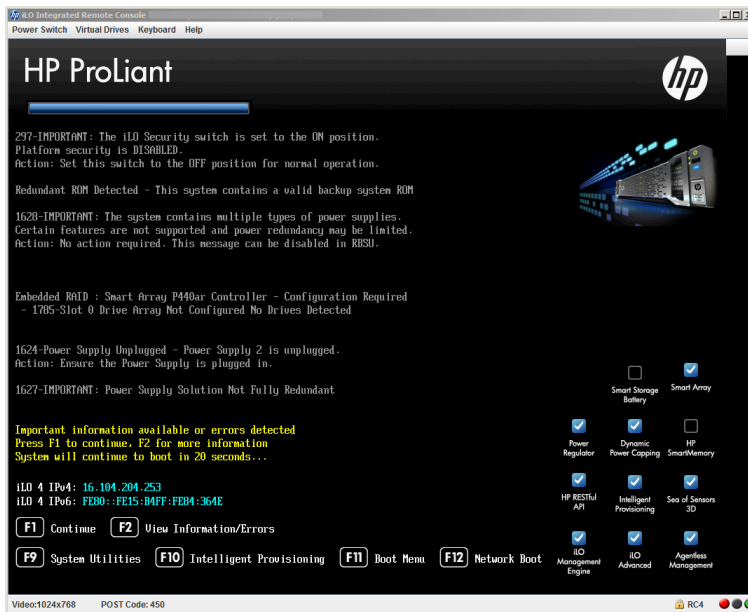 iLO Integrated Remote Console
Power Switch Virtual Drives Keyboard Help
HP ProLiant
hp
297-IMPORTANT: The iLO Security switch is set to the ON position.
Platform security is DISABLED.
Action: Set this switch to the OFF position for normal operation.
Redundant ROM Detected - This system contains a valid backup system ROM
1628-IMPORTANT: The system contains multiple types of power supplies.
Certain features are not supported and power redundancy may be limited.
Action: No action required. This message can be disabled in RBSU.
Embedded RAID : Smart Array P440ar Controller - Configuration Required
- 1785-Slot 0 Drive Array Not Configured No Drives Detected
1624-Power Supply Unplugged - Power Supply 2 is unplugged.
Action: Ensure the Power Supply is plugged in.
1627-IMPORTANT: Power Supply Solution Not Fully Redundant
Smart Storage Battery
Smart Array
Important information available or errors detected
Press F1 to continue, F2 for more information
System will continue to boot in 20 seconds...
Power Regulator
Dynamic Power Capping
HP SmartMemory
iLO 4 IPv4: 16.104.204.253
iLO 4 IPv6: FE80::FE15:B4FF:FE84:364E
HP RESTful API
Intelligent Provisioning
Sea of Sensors 3D
F1 Continue F2 View Information/Errors
F9 System Utilities F10 Intelligent Provisioning F11 Boot Menu F12 Network Boot
iLO Management Engine
iLO Advanced
Agentless Management
Video:1024x768 POST Code: 450
RC4